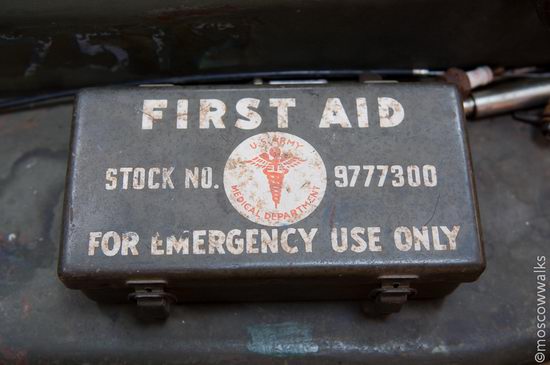 FIRST AID
U.S. ARMY
STOCK NO. 9777300
MEDICAL DEPARTMENT
FOR EMERGENCY USE ONLY
©moscowwalks